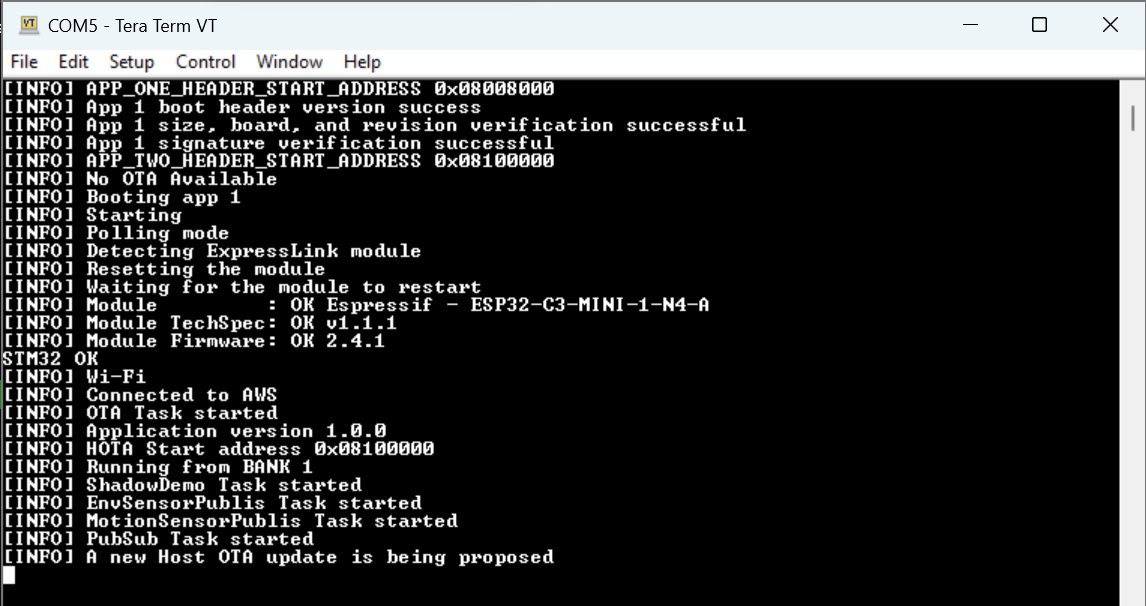 COM5 - Tera Term VT
File Edit Setup Control Window Help
[INFO] APP_ONE_HEADER_START_ADDRESS 0x08008000
[INFO] App 1 boot header version success
[INFO] App 1 size, board, and revision verification successful
[INFO] App 1 signature verification successful
[INFO] APP_TWO_HEADER_START_ADDRESS 0x08100000
[INFO] No OTA Available
[INFO] Booting app 1
[INFO] Starting
[INFO] Polling mode
[INFO] Detecting ExpressLink module
[INFO] Resetting the module
[INFO] Waiting for the module to restart
[INFO] Module         : OK Espressif - ESP32-C3-MINI-1-N4-A
[INFO] Module TechSpec: OK v1.1.1
[INFO] Module Firmware: OK 2.4.1
STM32 OK
[INFO] Wi-Fi
[INFO] Connected to AWS
[INFO] OTA Task started
[INFO] Application version 1.0.0
[INFO] HOTA Start address 0x08100000
[INFO] Running from BANK 1
[INFO] ShadowDemo Task started
[INFO] EnvSensorPublis Task started
[INFO] MotionSensorPublis Task started
[INFO] PubSub Task started
[INFO] A new Host OTA update is being proposed